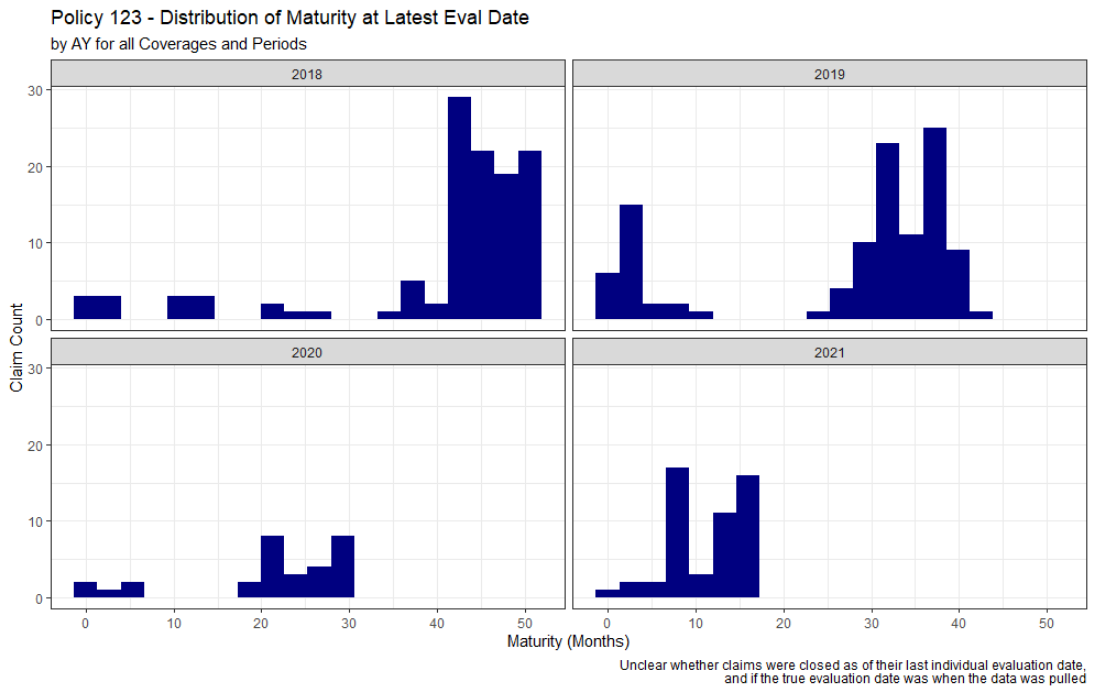 Policy 123 - Distribution of Maturity at Latest Eval Date
by AY for all Coverages and Periods
2018
2019
30
20
10
0
2020
2021
30
20
10
0
Claim Count
0 10 20 30 40 50
0 10 20 30 40 50
Maturity (Months)
Unclear whether claims were closed as of their last individual evaluation date,
and if the true evaluation date was when the data was pulled